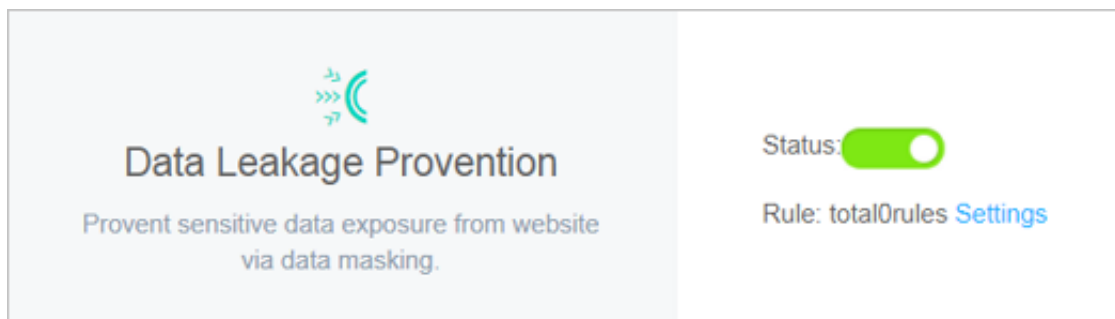 Data Leakage Provention
Provent sensitive data exposure from website
via data masking.
Status:
Rule: total0rules Settings